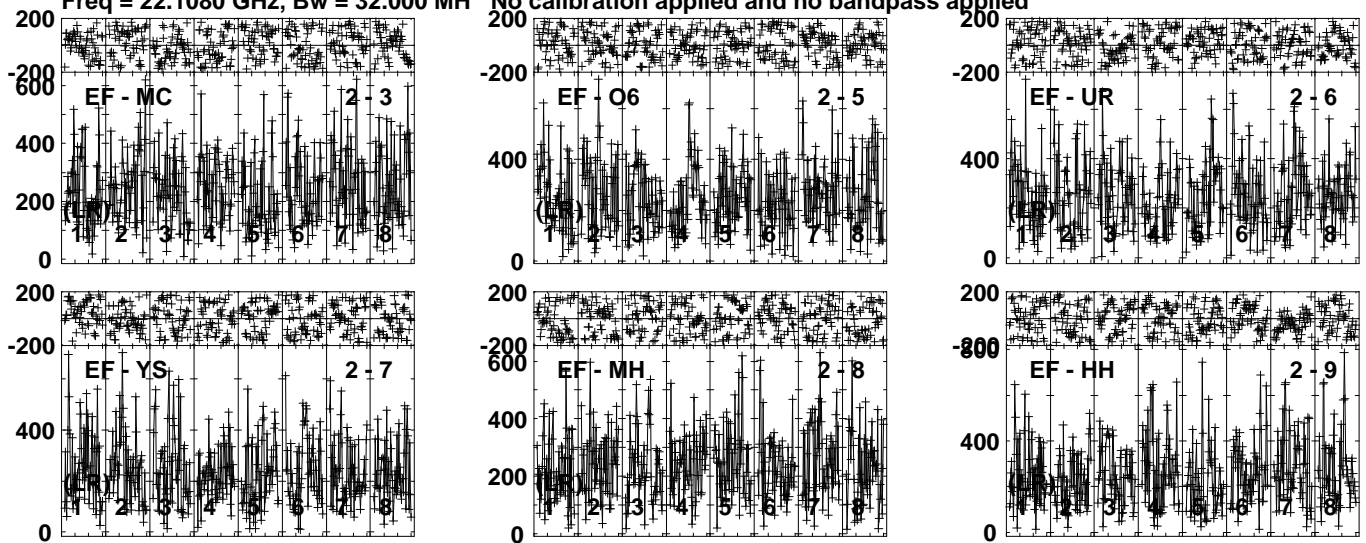 Freq = 22.1080 GHz, Bw = 32.000 MH No calibration applied and no bandpass applied
200
-200
600
400
200
0
EF - MC 2 - 3
(LR)
1 2 3 4 5 6 7 8
200
-200
400
0
EF - O6 2 - 5
(LR)
1 2 3 4 5 6 7 8
200
-200
400
0
EF - UR 2 - 6
(LR)
1 2 3 4 5 6 7 8
200
-200
400
0
EF - YS 2 - 7
(LR)
1 2 3 4 5 6 7 8
200
-200
600
400
200
0
EF - MH 2 - 8
(LR)
1 2 3 4 5 6 7 8
200
-200
800
400
0
EF - HH 2 - 9
(LR)
1 2 3 4 5 6 7 8